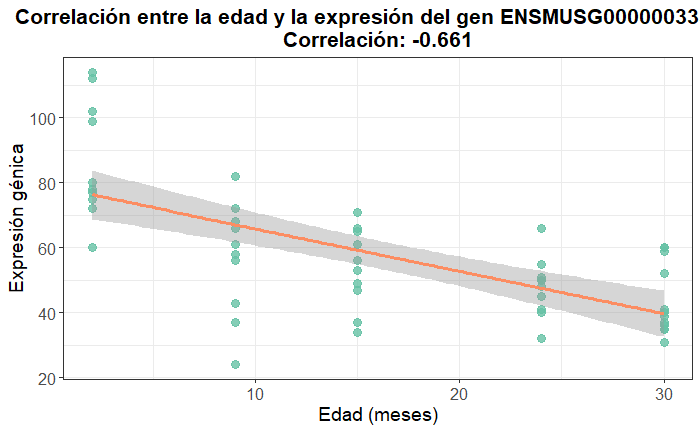 Correlación entre la edad y la expresión del gen ENSMUSG00000033
Correlación: -0.661
Expresión génica
100
80
60
40
20
10
20
30
Edad (meses)